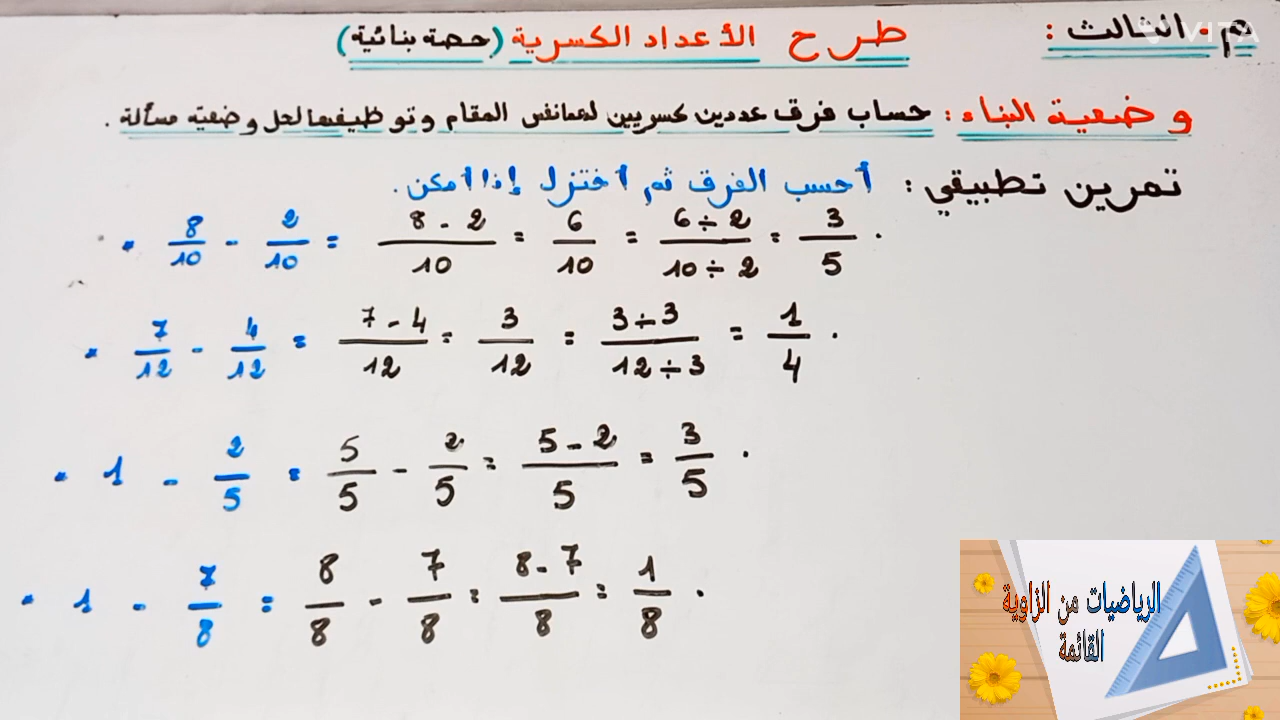 م. الثالث : طرح الأعداد الكسرية (حصة بنائية)
VITA
وضعية البناء : حساب فرق عددين كسريين لهما نفس المقام وتوظيفها لحل وضعية مسألة .
تمرين تطبيقي : أحسب الفرق ثم أختزل إذا أمكن .
* 8/10 - 2/10 = 8 - 2/10 = 6/10 = 6 ÷ 2/10 ÷ 2 = 3/5 .
* 7/12 - 4/12 = 7 - 4/12 = 3/12 = 3 ÷ 3/12 ÷ 3 = 1/4 .
* 1 - 2/5 = 5/5 - 2/5 = 5 - 2/5 = 3/5 .
* 1 - 7/8 = 8/8 - 7/8 = 8 - 7/8 = 1/8 .
الرياضيات من الزاوية
القائمة